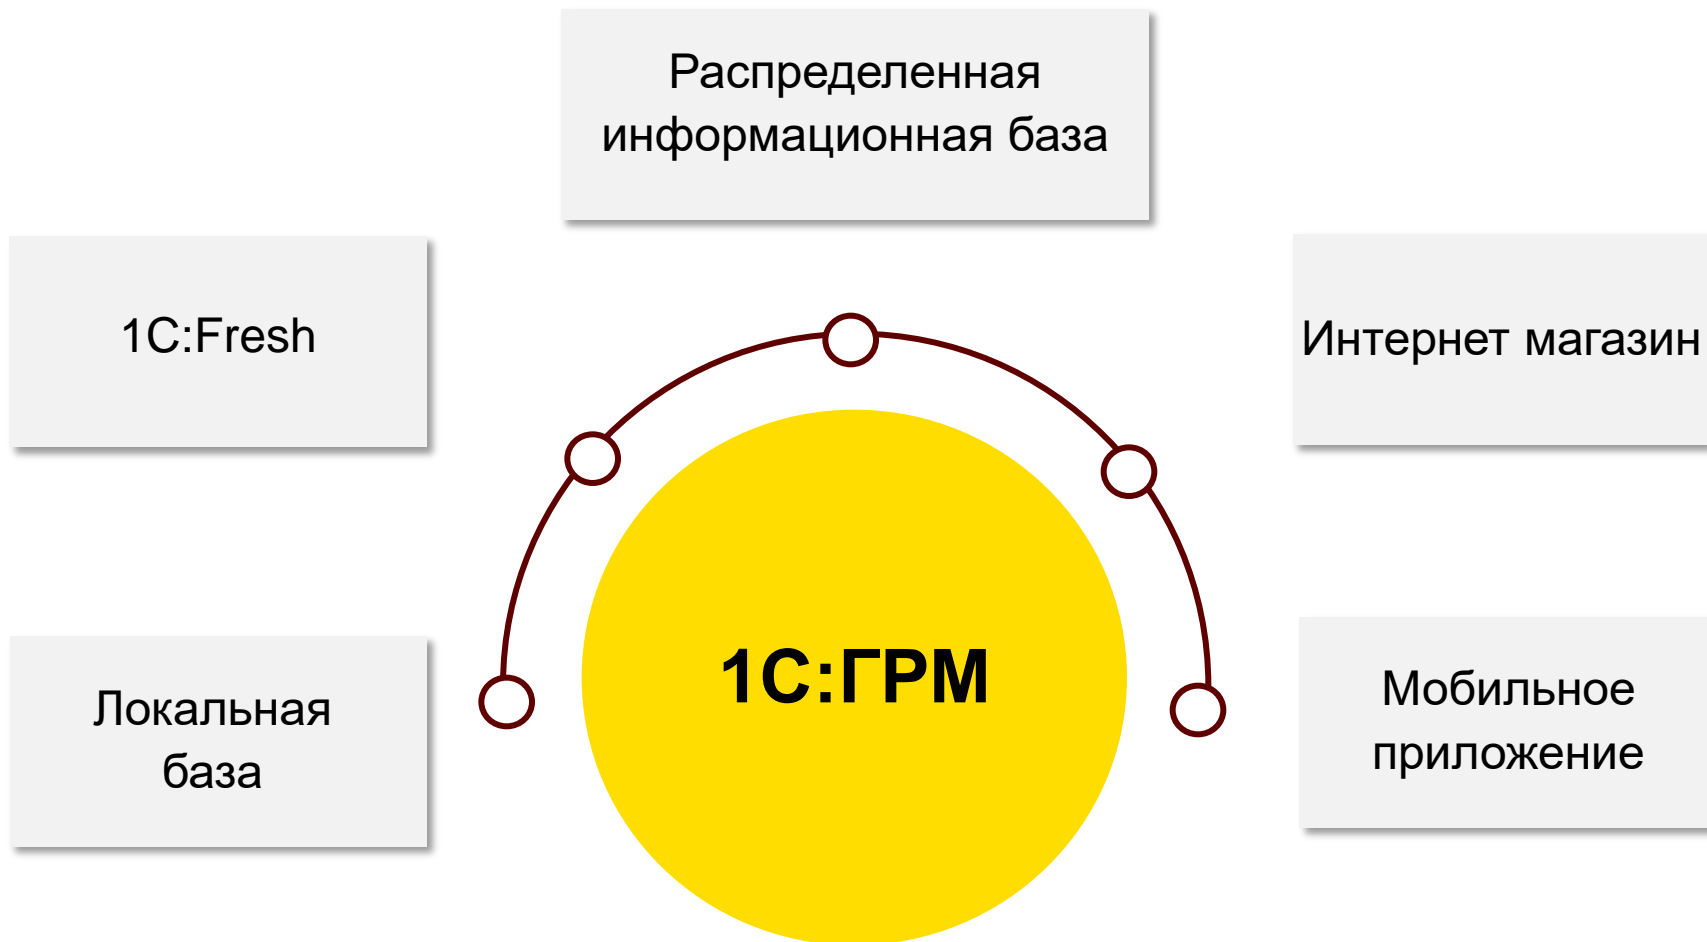 Распределенная
информационная база
1С:Fresh
Интернет магазин
1С:ГРМ
Локальная
база
Мобильное
приложение